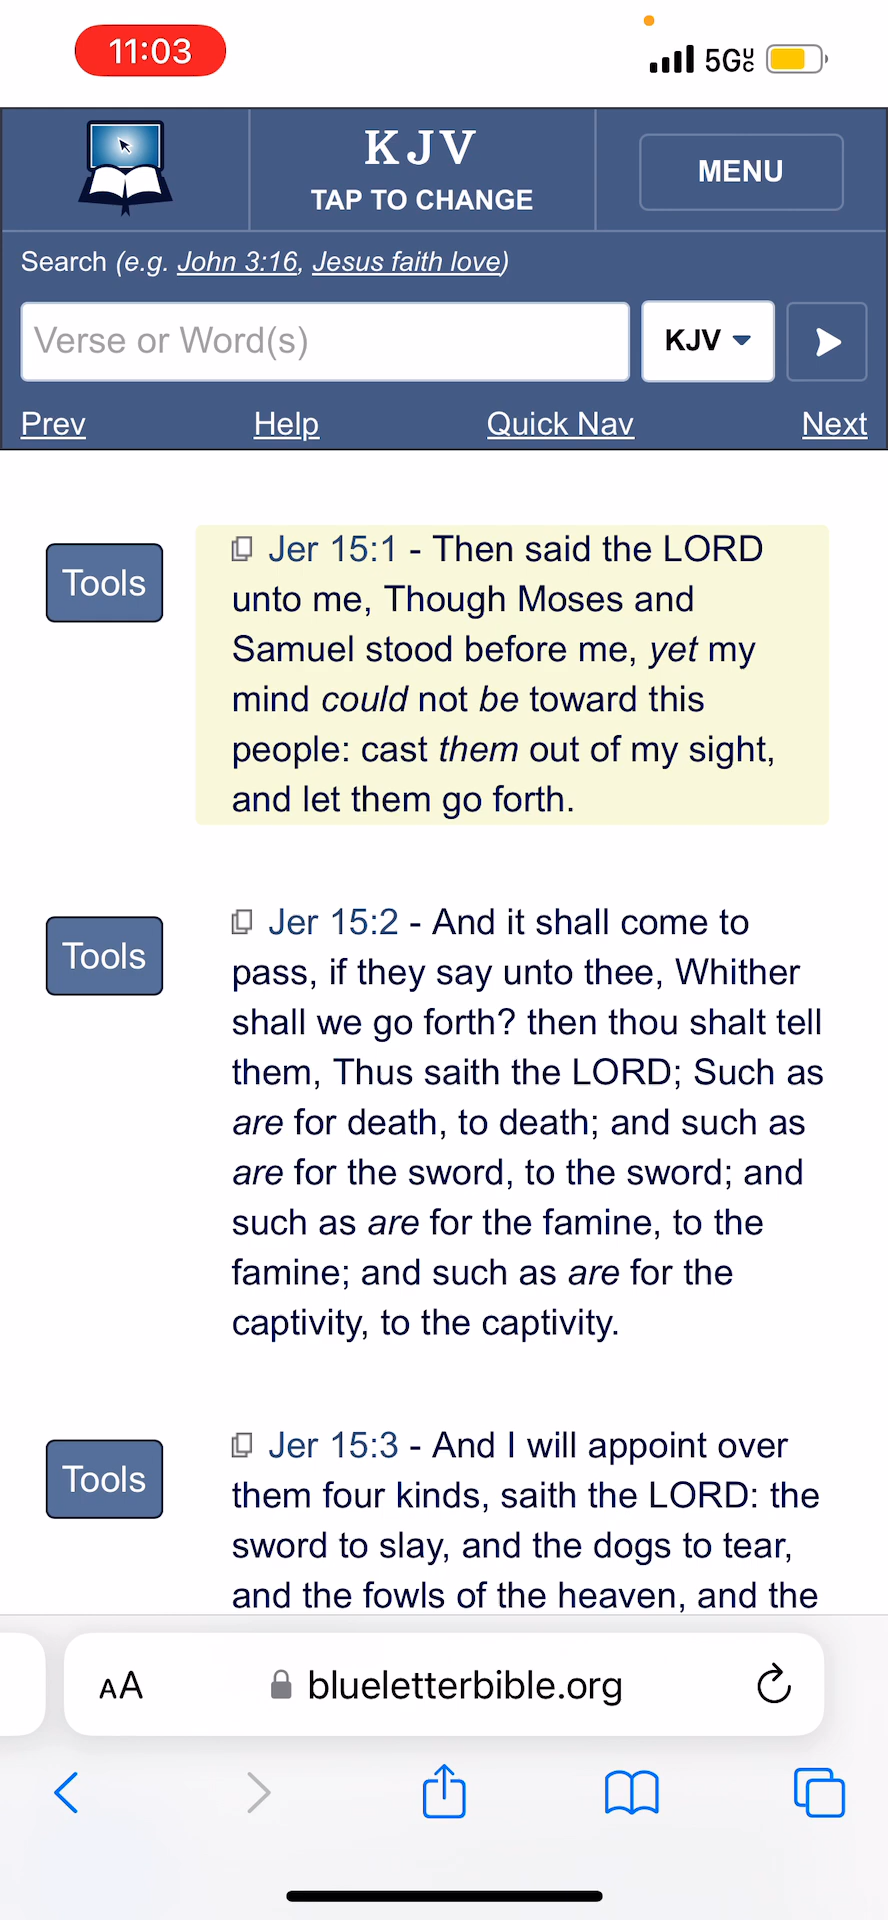 11:03
5GUC
KJV
TAP TO CHANGE
MENU
Search (e.g. John 3:16, Jesus faith love)
Verse or Word(s)
KJV
Prev
Help
Quick Nav
Next
Tools
Jer 15:1 - Then said the LORD
unto me, Though Moses and
Samuel stood before me, yet my
mind could not be toward this
people: cast them out of my sight,
and let them go forth.
Tools
Jer 15:2 - And it shall come to
pass, if they say unto thee, Whither
shall we go forth? then thou shalt tell
them, Thus saith the LORD; Such as
are for death, to death; and such as
are for the sword, to the sword; and
such as are for the famine, to the
famine; and such as are for the
captivity, to the captivity.
Tools
Jer 15:3 - And I will appoint over
them four kinds, saith the LORD: the
sword to slay, and the dogs to tear,
and the fowls of the heaven, and the
AA
blueletterbible.org